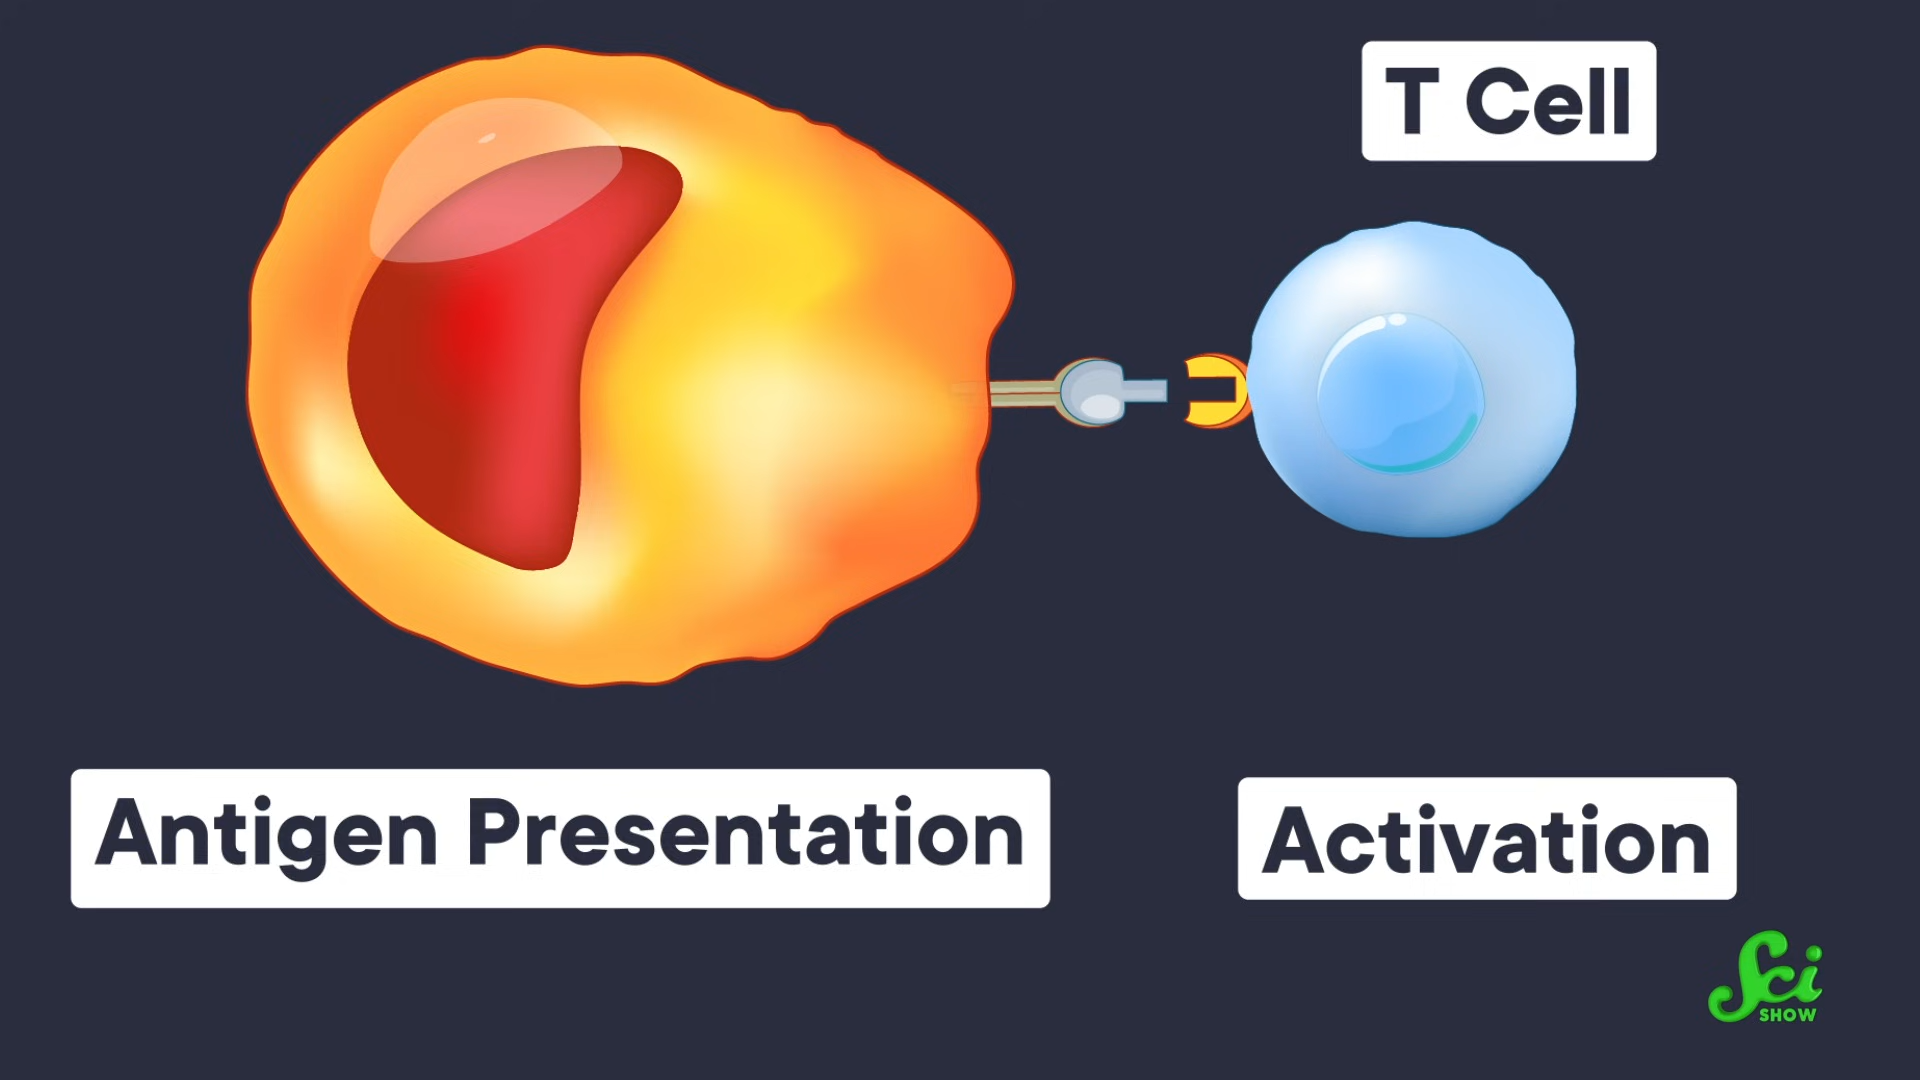 T Cell
Antigen Presentation
Activation
Sci
SHOW